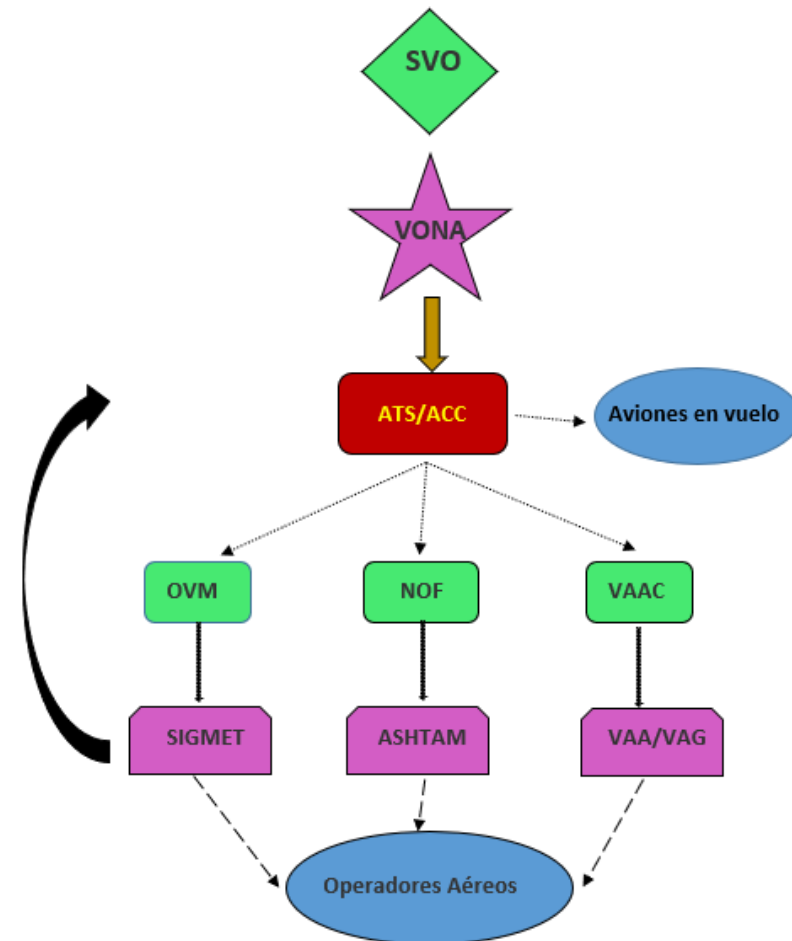 SVO
VONA
ATS/ACC
Aviones en vuelo
OVM
NOF
VAAC
SIGMET
ASHTAM
VAA/VAG
Operadores Aéreos